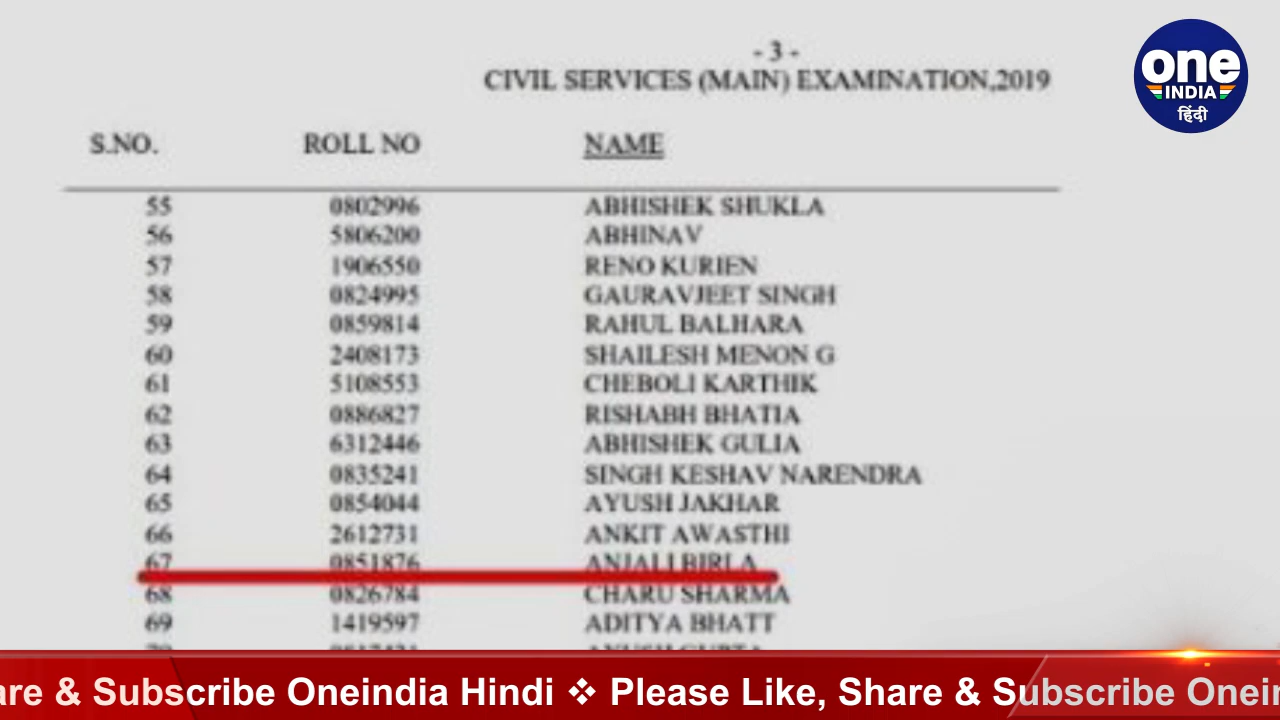 - 3 -
CIVIL SERVICES (MAIN) EXAMINATION,2019
one
INDIA
हिंदी
S.NO. ROLL NO NAME
55 0802996 ABHISHEK SHUKLA
56 5806200 ABHINAV
57 1906550 RENO KURIEN
58 0824995 GAURAVJEET SINGH
59 0859814 RAHUL BALHARA
60 2408173 SHAILESH MENON G
61 5108553 CHEBOLI KARTHIK
62 0886827 RISHABH BHATIA
63 6312446 ABHISHEK GULIA
64 0835241 SINGH KESHAV NARENDRA
65 0854044 AYUSH JAKHAR
66 2612731 ANKIT AWASTHI
67 0851876 ANJALI BIRLA
68 0826784 CHARU SHARMA
69 1419597 ADITYA BHATT
are & Subscribe Oneindia Hindi ❖ Please Like, Share & Subscribe Onein